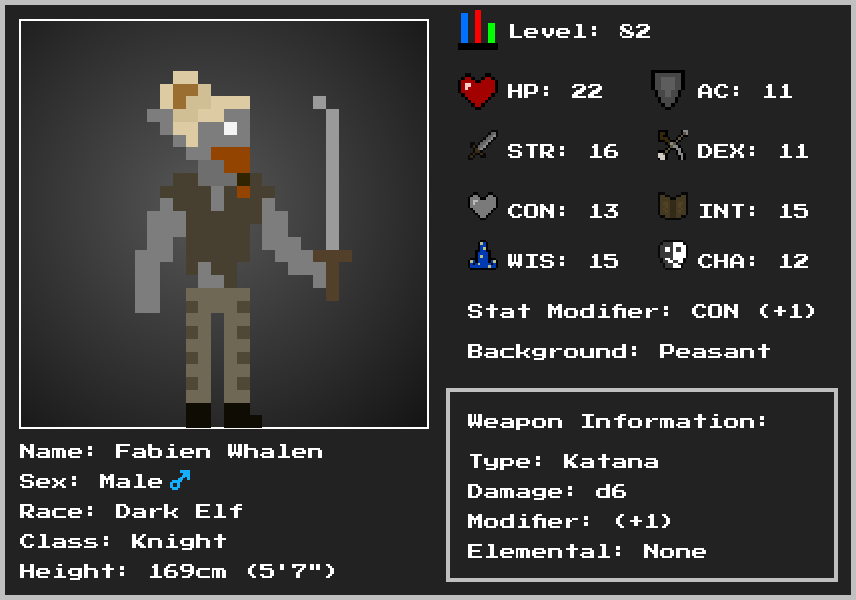 Level: 82
HP: 22
AC: 11
STR: 16
DEX: 11
CON: 13
INT: 15
WIS: 15
CHA: 12
Stat Modifier: CON (+1)
Background: Peasant
Weapon Information:
Type: Katana
Damage: d6
Modifier: (+1)
Elemental: None
Name: Fabien Whalen
Sex: Male♂
Race: Dark Elf
Class: Knight
Height: 169cm (5'7")